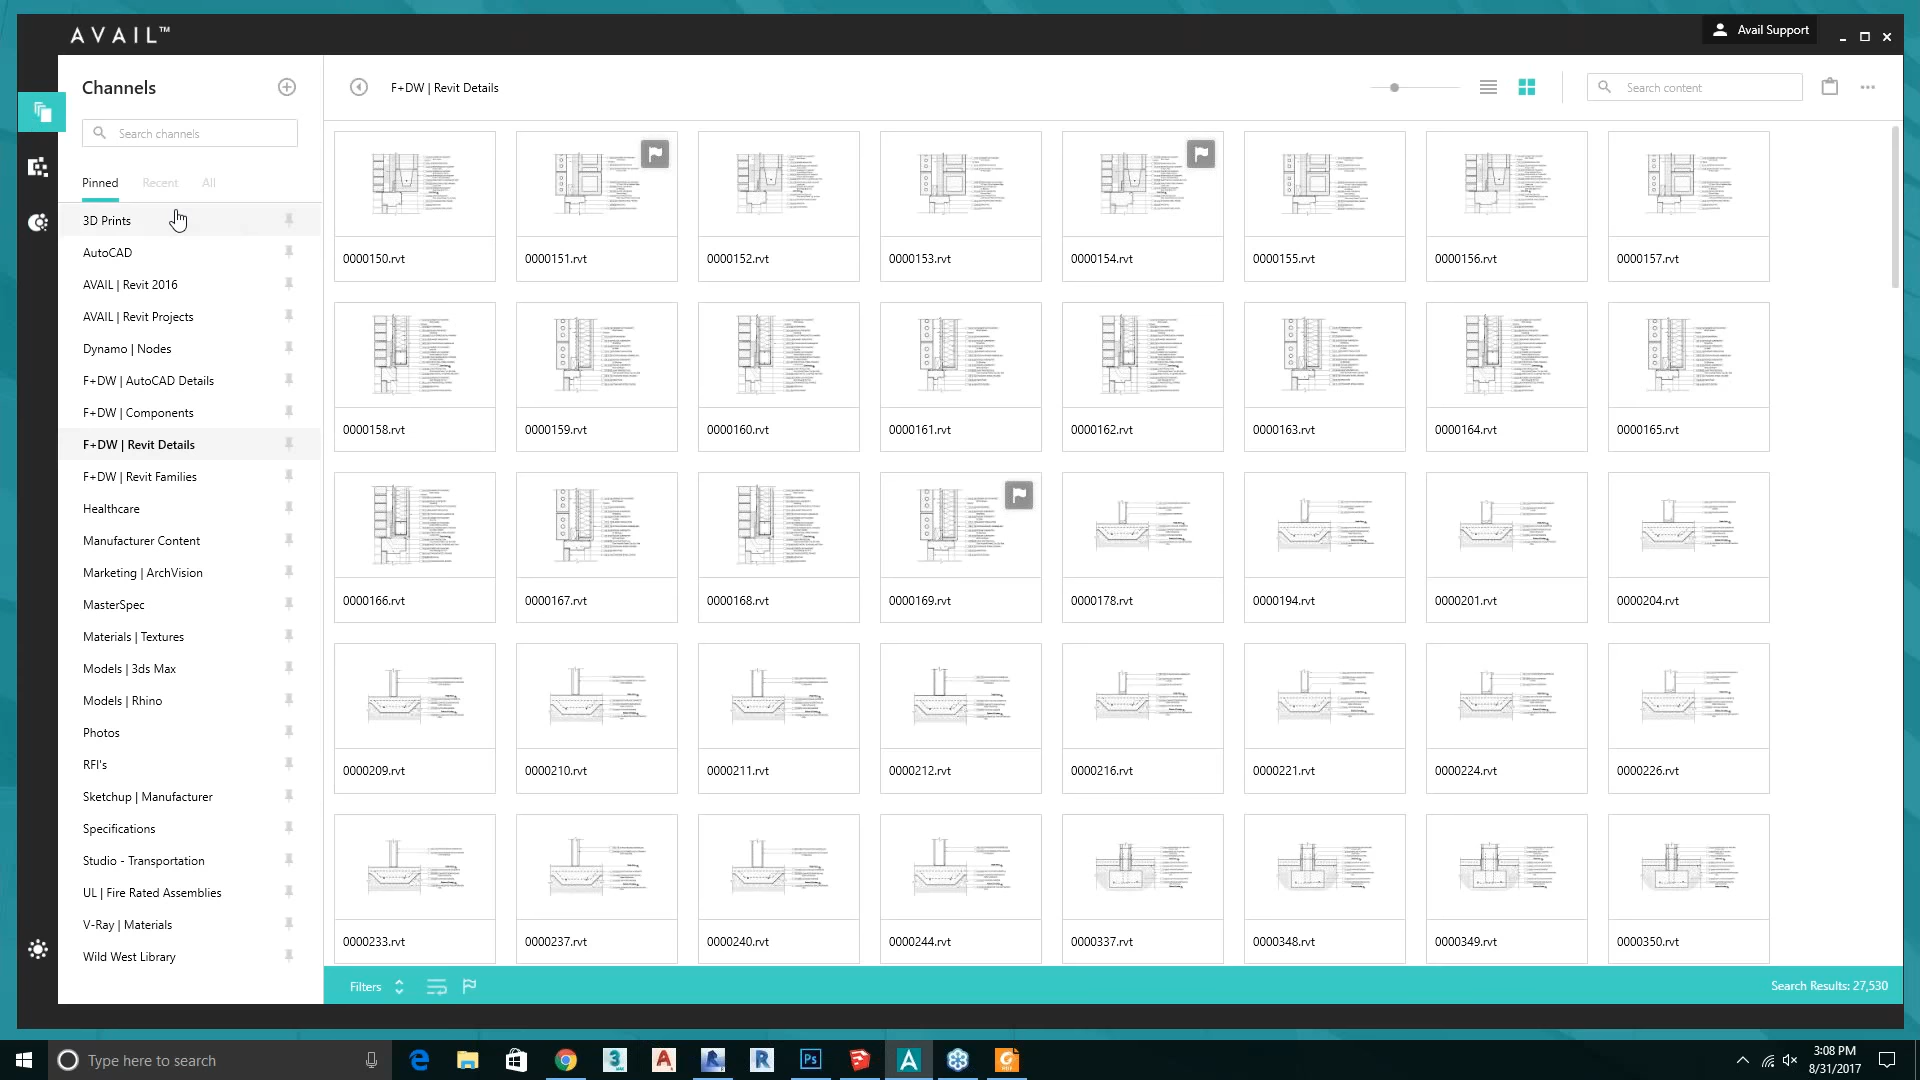 AVAIL™
Avail Support
Channels
F+DW | Revit Details
Search content
Search channels
Pinned
Recent
All
3D Prints
AutoCAD
AVAIL | Revit 2016
AVAIL | Revit Projects
Dynamo | Nodes
F+DW | AutoCAD Details
F+DW | Components
F+DW | Revit Details
F+DW | Revit Families
Healthcare
Manufacturer Content
Marketing | ArchVision
MasterSpec
Materials | Textures
Models | 3ds Max
Models | Rhino
Photos
RFI's
Sketchup | Manufacturer
Specifications
Studio - Transportation
UL | Fire Rated Assemblies
V-Ray | Materials
Wild West Library
0000150.rvt
0000151.rvt
0000152.rvt
0000153.rvt
0000154.rvt
0000155.rvt
0000156.rvt
0000157.rvt
0000158.rvt
0000159.rvt
0000160.rvt
0000161.rvt
0000162.rvt
0000163.rvt
0000164.rvt
0000165.rvt
0000166.rvt
0000167.rvt
0000168.rvt
0000169.rvt
0000178.rvt
0000194.rvt
0000201.rvt
0000204.rvt
0000209.rvt
0000210.rvt
0000211.rvt
0000212.rvt
0000216.rvt
0000221.rvt
0000224.rvt
0000226.rvt
0000233.rvt
0000237.rvt
0000240.rvt
0000244.rvt
0000337.rvt
0000348.rvt
0000349.rvt
0000350.rvt
Filters
Search Results: 27,530
Type here to search
Ps
3:08 PM
8/31/2017